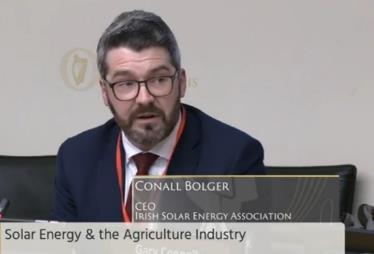 CONALL BOLGER
CEO
IRISH SOLAR ENERGY ASSOCIATION
Solar Energy & the Agriculture Industry